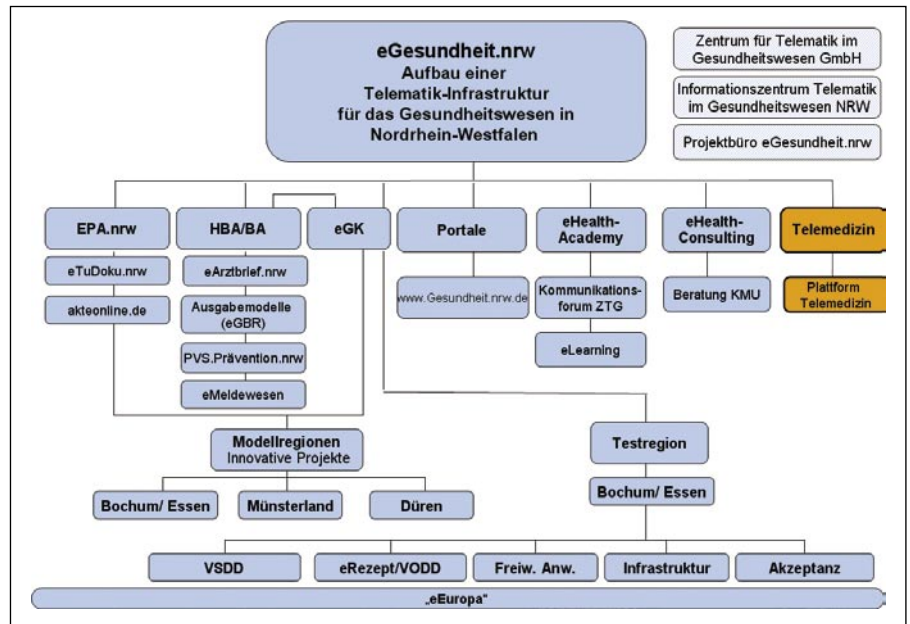 eGesundheit.nrw
Aufbau einer
Telematik-Infrastruktur
für das Gesundheitswesen in
Nordrhein-Westfalen
Zentrum für Telematik im
Gesundheitswesen GmbH
Informationszentrum Telematik
im Gesundheitswesen NRW
Projektbüro eGesundheit.nrw
EPA.nrw
HBA/BA
eGK
Portale
eHealth-
Academy
eHealth-
Consulting
Telemedizin
eTuDoku.nrw
akteonline.de
eArztbrief.nrw
Ausgabemodelle
(eGBR)
PVS.Prävention.nrw
eMeldewesen
www.Gesundheit.nrw.de
Kommunikations-
forum ZTG
eLearning
Beratung KMU
Plattform
Telemedizin
Modellregionen
Innovative Projekte
Bochum/ Essen
Münsterland
Düren
Testregion
Bochum/ Essen
VSDD
eRezept/VODD
Freiw. Anw.
Infrastruktur
Akzeptanz
„eEuropa"